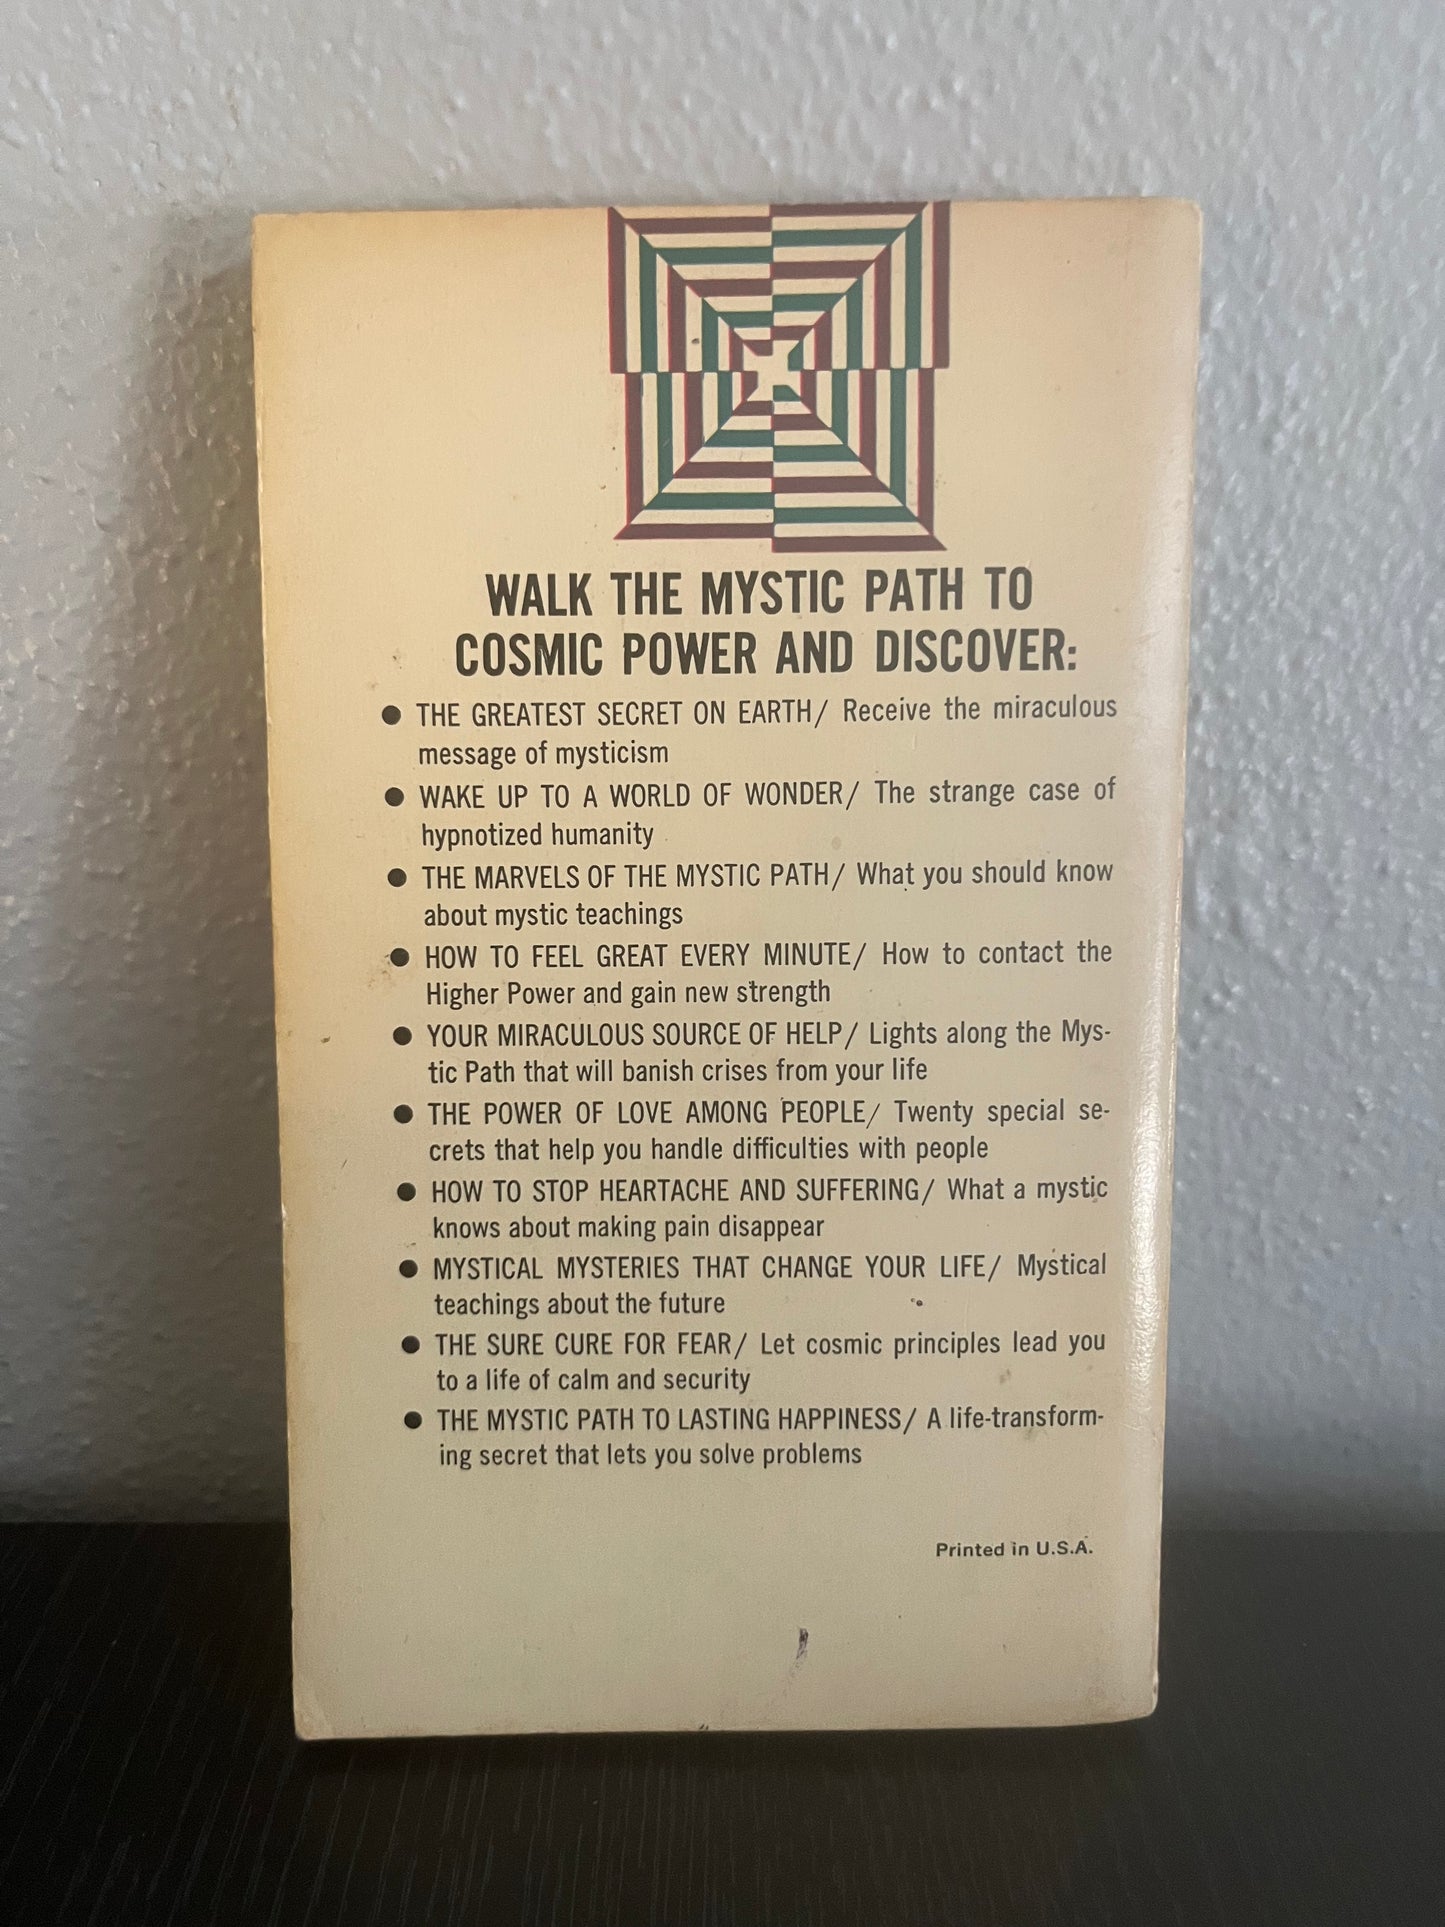 WALK THE MYSTIC PATH TO
COSMIC POWER AND DISCOVER:
● THE GREATEST SECRET ON EARTH/ Receive the miraculous
message of mysticism
● WAKE UP TO A WORLD OF WONDER/ The strange case of
hypnotized humanity
● THE MARVELS OF THE MYSTIC PATH/ What you should know
about mystic teachings
● HOW TO FEEL GREAT EVERY MINUTE/ How to contact the
Higher Power and gain new strength
● YOUR MIRACULOUS SOURCE OF HELP/ Lights along the Mys-
tic Path that will banish crises from your life
● THE POWER OF LOVE AMONG PEOPLE/ Twenty special se-
crets that help you handle difficulties with people
● HOW TO STOP HEARTACHE AND SUFFERING/ What a mystic
knows about making pain disappear
● MYSTICAL MYSTERIES THAT CHANGE YOUR LIFE/ Mystical
teachings about the future
● THE SURE CURE FOR FEAR/ Let cosmic principles lead you
to a life of calm and security
● THE MYSTIC PATH TO LASTING HAPPINESS/ A life-transform-
ing secret that lets you solve problems
Printed in U.S.A.